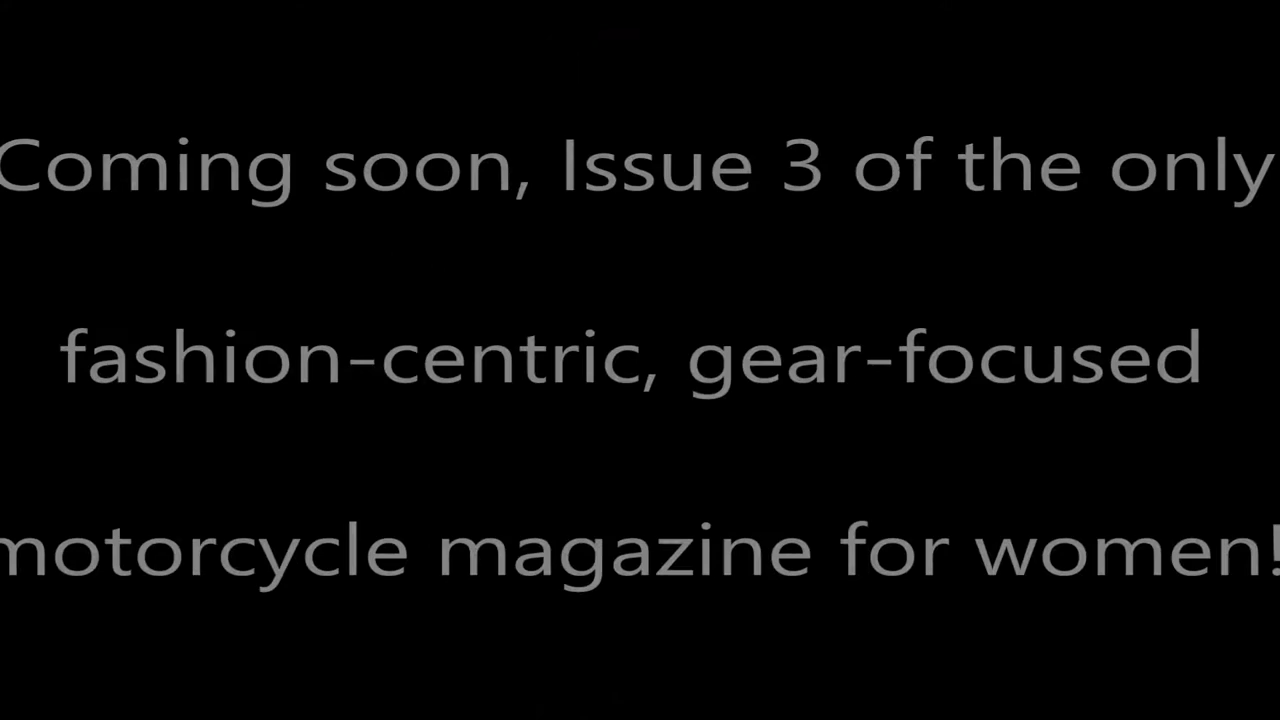 Coming soon, Issue 3 of the only
fashion-centric, gear-focused
motorcycle magazine for women!